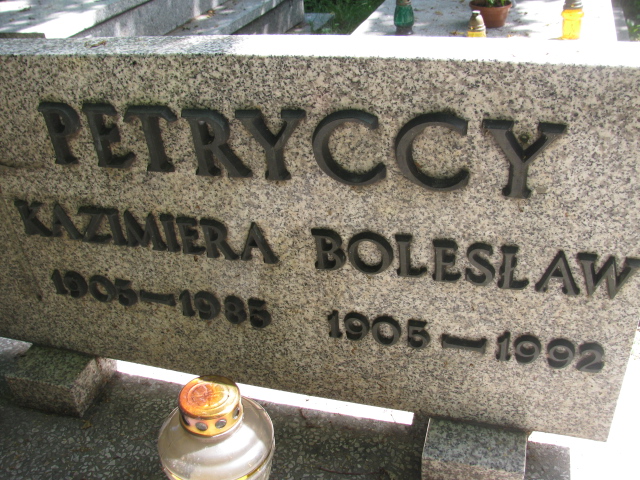 PETRYCCY
KAZIMIERA BOLESŁAW
1905-1985 1905-1992